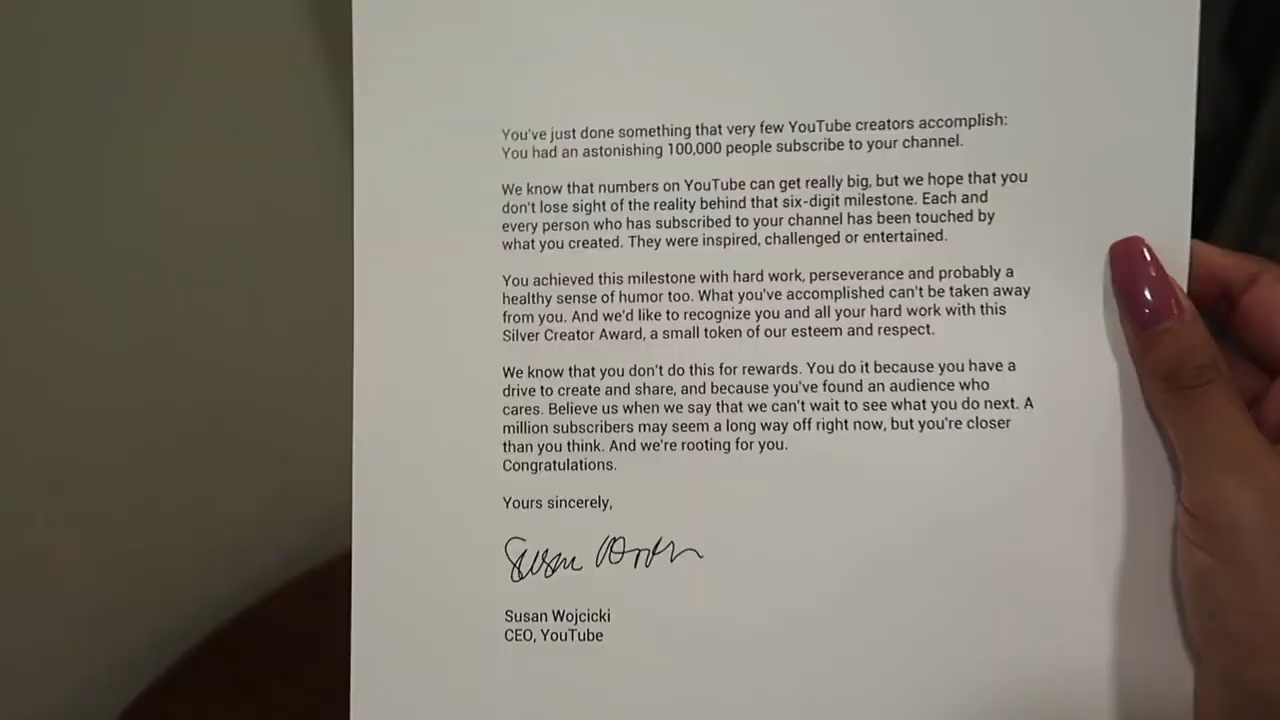 You've just done something that very few YouTube creators accomplish:
You had an astonishing 100,000 people subscribe to your channel.
We know that numbers on YouTube can get really big, but we hope that you
don't lose sight of the reality behind that six-digit milestone. Each and
every person who has subscribed to your channel has been touched by
what you created. They were inspired, challenged or entertained.
You achieved this milestone with hard work, perseverance and probably a
healthy sense of humor too. What you've accomplished can't be taken away
from you. And we'd like to recognize you and all your hard work with this
Silver Creator Award, a small token of our esteem and respect.
We know that you don't do this for rewards. You do it because you have a
drive to create and share, and because you've found an audience who
cares. Believe us when we say that we can't wait to see what you do next. A
million subscribers may seem a long way off right now, but you're closer
than you think. And we're rooting for you.
Congratulations.
Yours sincerely,
Susan
Susan Wojcicki
CEO, YouTube